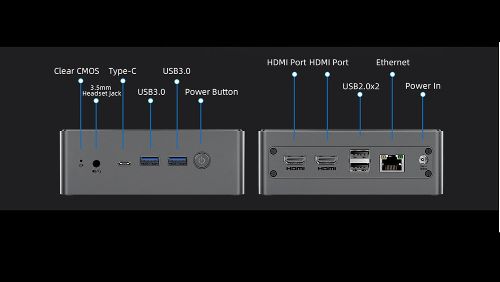 Clear CMOS
3.5mm
Headset jack
Type-C
USB3.0
USB3.0
Power Button
HDMI Port
HDMI Port
USB2.0x2
Ethernet
Power In
HDMI
HDMI